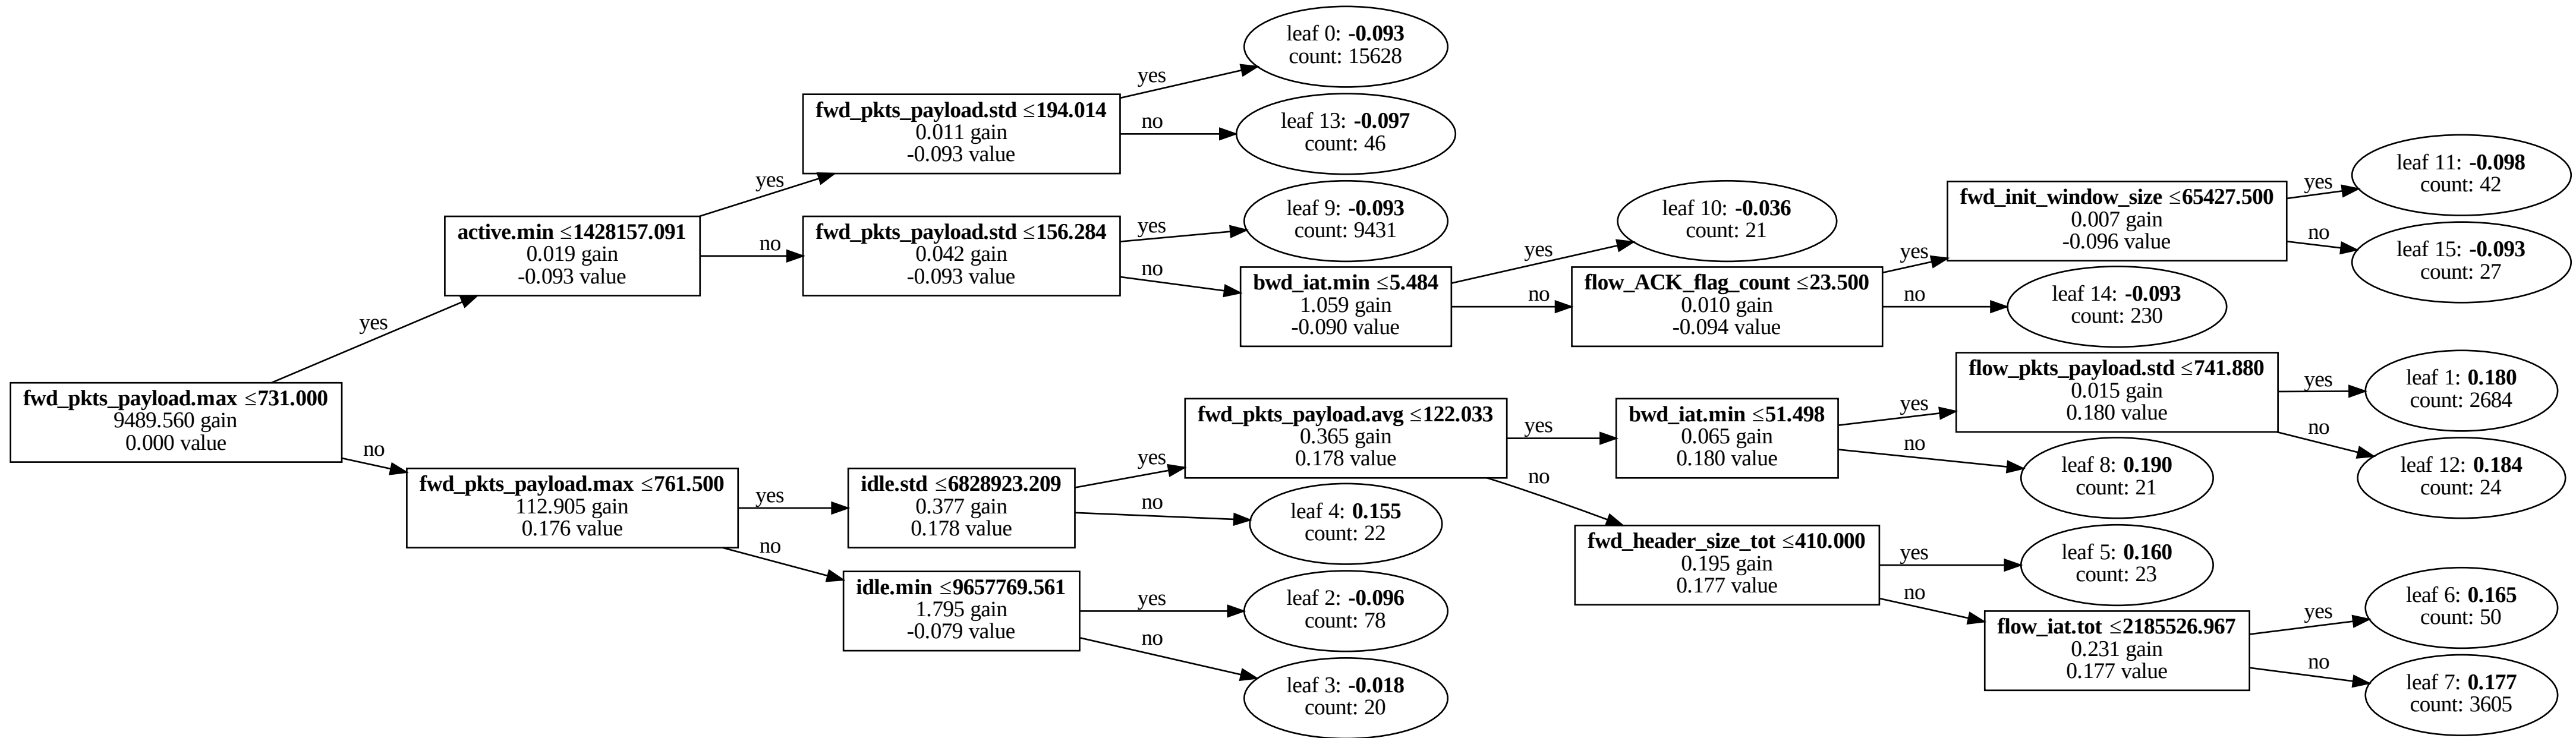 fwd_pkts_payload.max ≤731.000
9489.560 gain
0.000 value
yes
no
active.min ≤1428157.091
0.019 gain
-0.093 value
yes
no
fwd_pkts_payload.std ≤194.014
0.011 gain
-0.093 value
yes
no
leaf 0: -0.093
count: 15628
leaf 13: -0.097
count: 46
fwd_pkts_payload.std ≤156.284
0.042 gain
-0.093 value
yes
no
leaf 9: -0.093
count: 9431
bwd_iat.min ≤5.484
1.059 gain
-0.090 value
yes
no
leaf 10: -0.036
count: 21
flow_ACK_flag_count ≤23.500
0.010 gain
-0.094 value
yes
no
fwd_init_window_size ≤65427.500
0.007 gain
-0.096 value
yes
no
leaf 11: -0.098
count: 42
leaf 15: -0.093
count: 27
leaf 14: -0.093
count: 230
fwd_pkts_payload.max ≤761.500
112.905 gain
0.176 value
yes
no
idle.std ≤6828923.209
0.377 gain
0.178 value
yes
no
fwd_pkts_payload.avg ≤122.033
0.365 gain
0.178 value
yes
no
bwd_iat.min ≤51.498
0.065 gain
0.180 value
yes
no
flow_pkts_payload.std ≤741.880
0.015 gain
0.180 value
yes
no
leaf 1: 0.180
count: 2684
leaf 12: 0.184
count: 24
leaf 8: 0.190
count: 21
fwd_header_size_tot ≤410.000
0.195 gain
0.177 value
yes
no
leaf 5: 0.160
count: 23
flow_iat.tot ≤2185526.967
0.231 gain
0.177 value
yes
no
leaf 6: 0.165
count: 50
leaf 7: 0.177
count: 3605
leaf 4: 0.155
count: 22
idle.min ≤9657769.561
1.795 gain
-0.079 value
yes
no
leaf 2: -0.096
count: 78
leaf 3: -0.018
count: 20